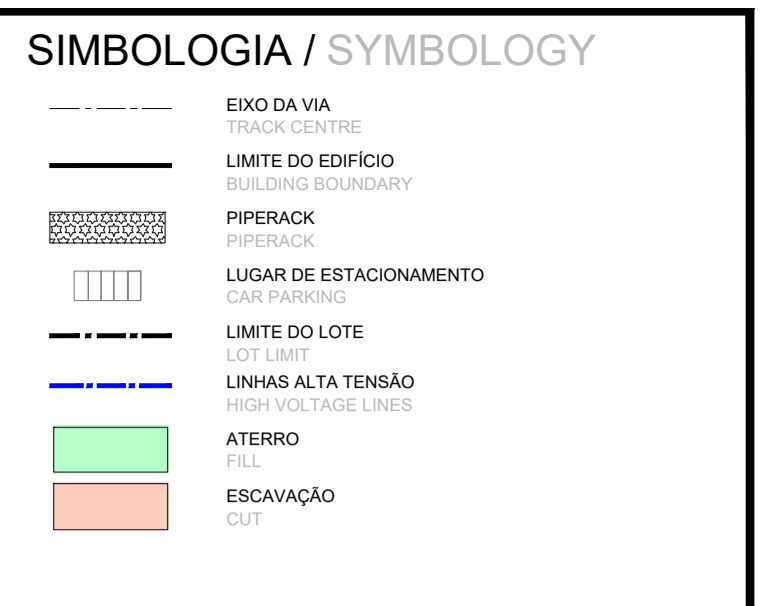 SIMBOLOGIA / SYMBOLOGY
EIXO DA VIA
TRACK CENTRE
LIMITE DO EDIFÍCIO
BUILDING BOUNDARY
PIPERACK
PIPERACK
LUGAR DE ESTACIONAMENTO
CAR PARKING
LIMITE DO LOTE
LOT LIMIT
LINHAS ALTA TENSÃO
HIGH VOLTAGE LINES
ATERRO
FILL
ESCAVAÇÃO
CUT